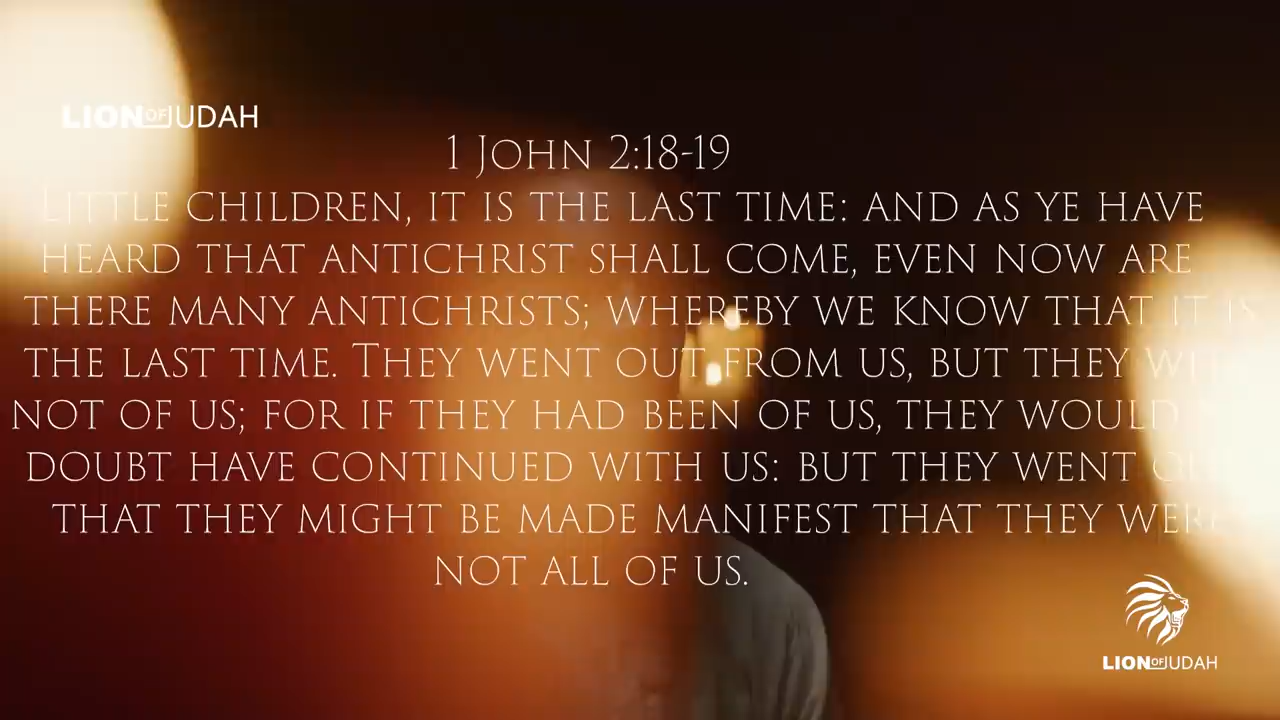 LION OF JUDAH
1 John 2:18-19
Little children, it is the last time: and as ye have
heard that antichrist shall come, even now are
there many antichrists; whereby we know that it is
the last time. They went out from us, but they
not of us; for if they had been of us, they would
doubt have continued with us: but they went
that they might be made manifest that they were
not all of us.
LION OF JUDAH